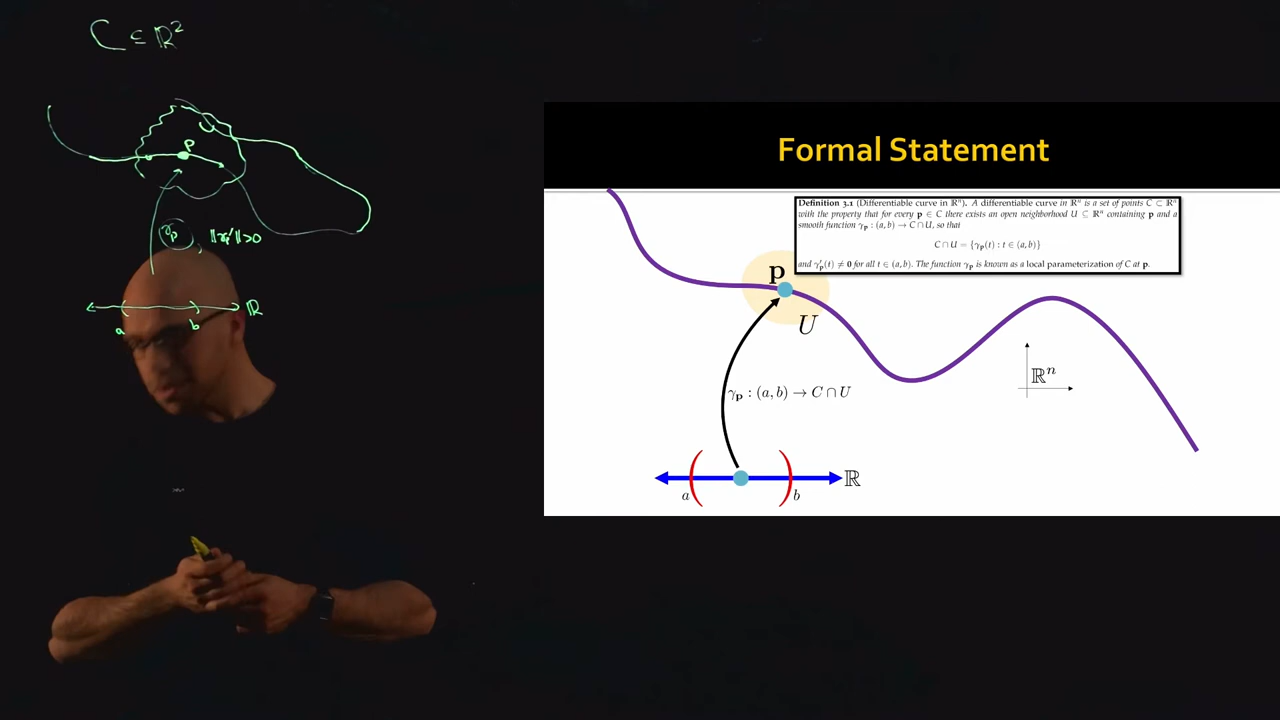 C ⊆ ℝ²
U
P
γp , ‖γp'‖>0
ℝ
a b
Formal Statement
Definition 3.1 (Differentiable curve in ℝⁿ). A differentiable curve in ℝⁿ is a set of points C ⊂ ℝⁿ
with the property that for every p ∈ C there exists an open neighborhood U ⊆ ℝⁿ containing p and a
smooth function γp : (a, b) → C ∩ U, so that
C ∩ U = {γp(t) : t ∈ (a, b)}
and γ′p(t) ≠ 0 for all t ∈ (a, b). The function γp is known as a local parameterization of C at p.
p
U
ℝⁿ
γp : (a, b) → C ∩ U
ℝ
a b